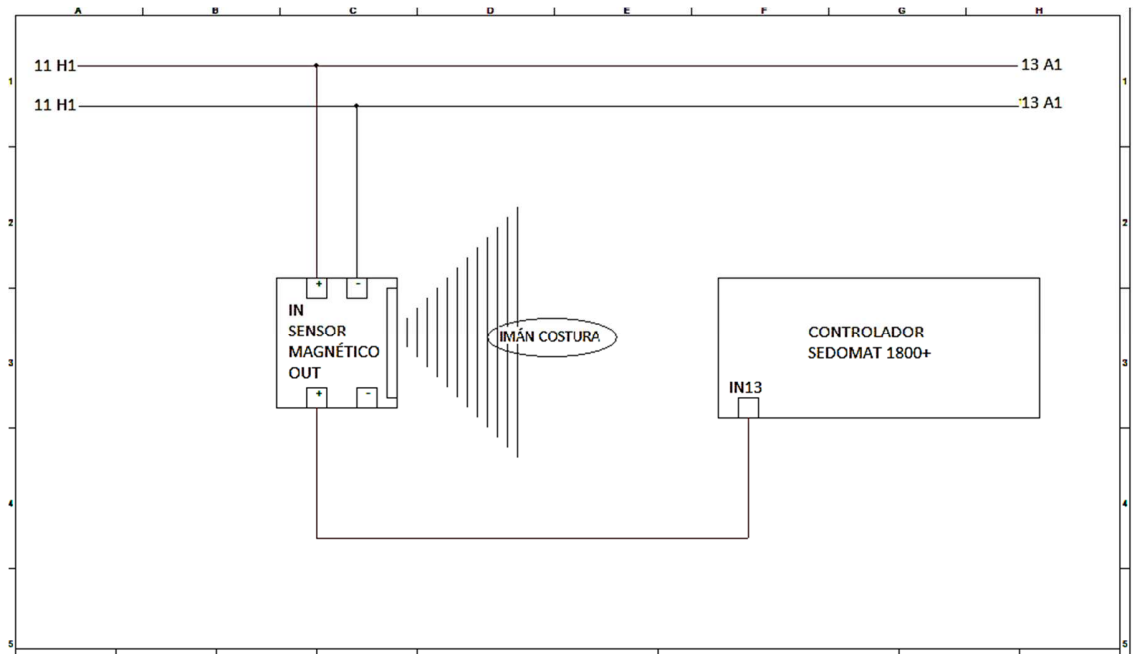 A B C D E F G H
11 H1 13 A1
1 1
11 H1 13 A1
2 2
+ -
IN
SENSOR
MAGNÉTICO
OUT
IMÁN COSTURA
CONTROLADOR
SEDOMAT 1800+
3 3
+ -
IN13
4 4
5 5